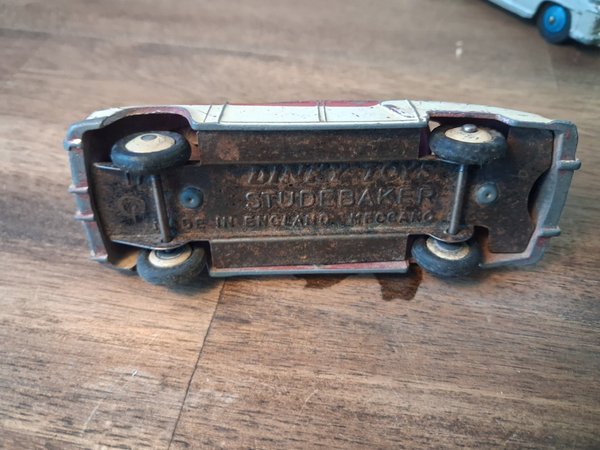 DINKY TOYS
STUDEBAKER
MADE IN ENGLAND MECCANO